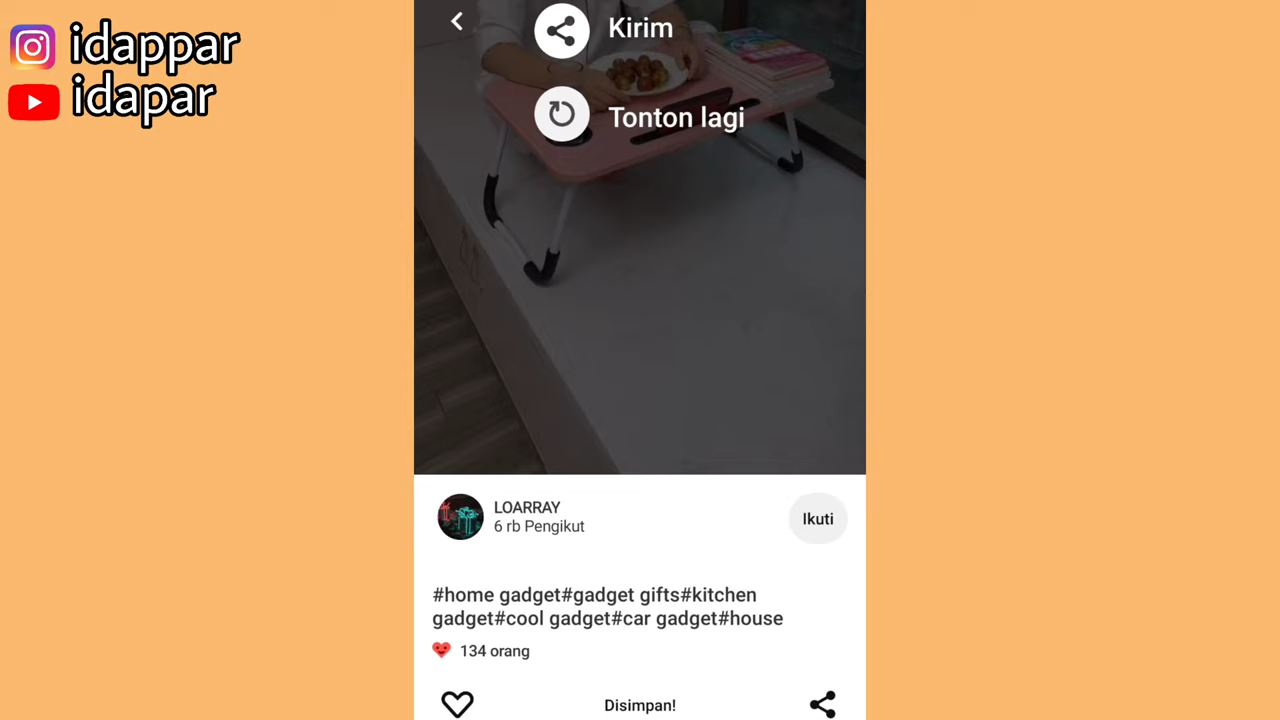 idappar
idapar
Kirim
Tonton lagi
LOARRAY
6 rb Pengikut
Ikuti
#home gadget#gadget gifts#kitchen
gadget#cool gadget#car gadget#house
134 orang
Disimpan!